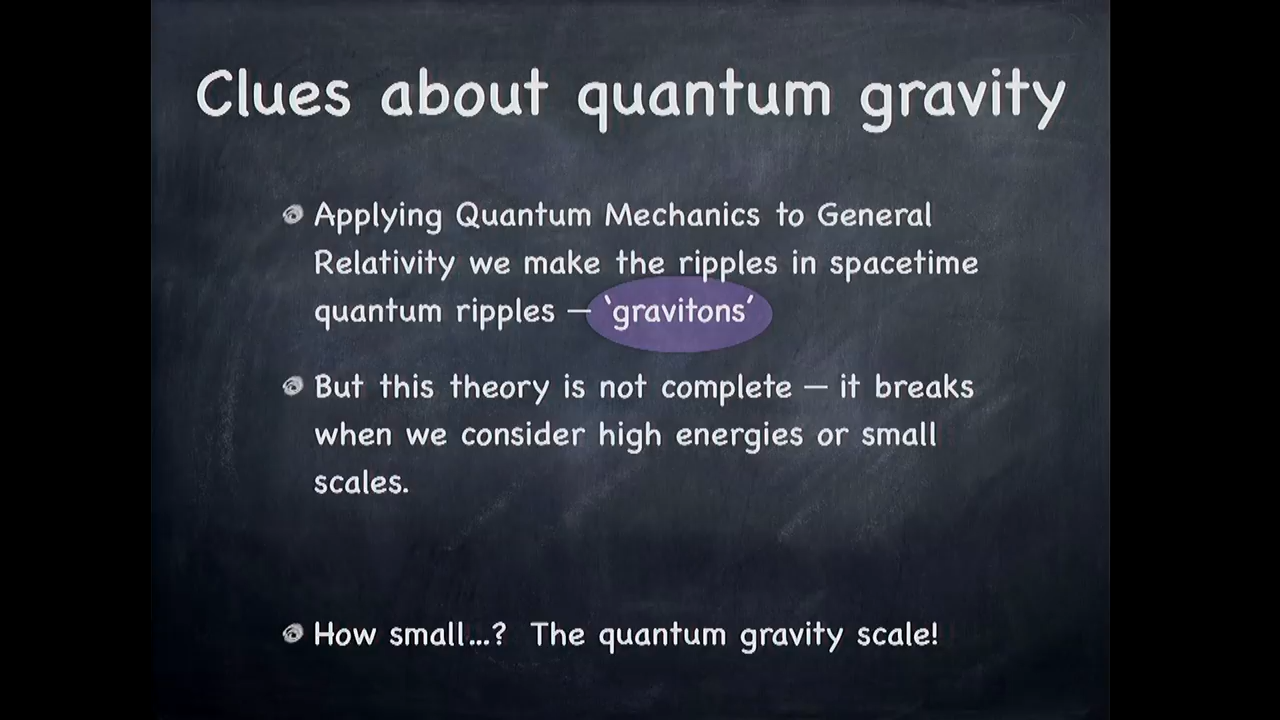 Clues about quantum gravity
Applying Quantum Mechanics to General
Relativity we make the ripples in spacetime
quantum ripples — ‘gravitons’
But this theory is not complete — it breaks
when we consider high energies or small
scales.
How small...? The quantum gravity scale!